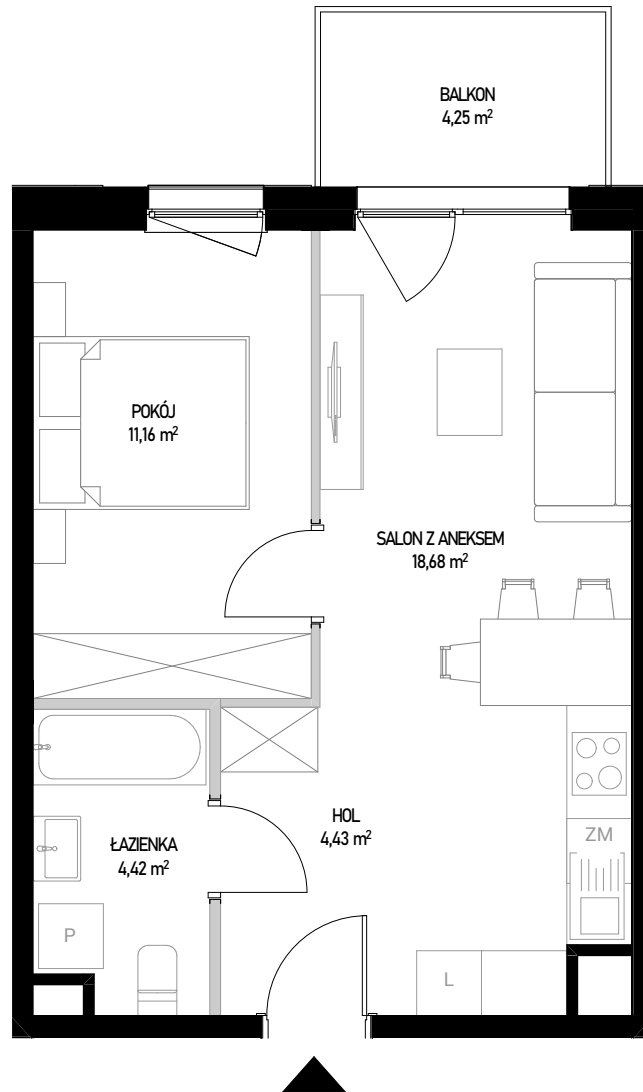 BALKON
4,25 m²
POKÓJ
11,16 m²
SALON Z ANEKSEM
18,68 m²
HOL
4,43 m²
ŁAZIENKA
4,42 m²
ZM
P
L